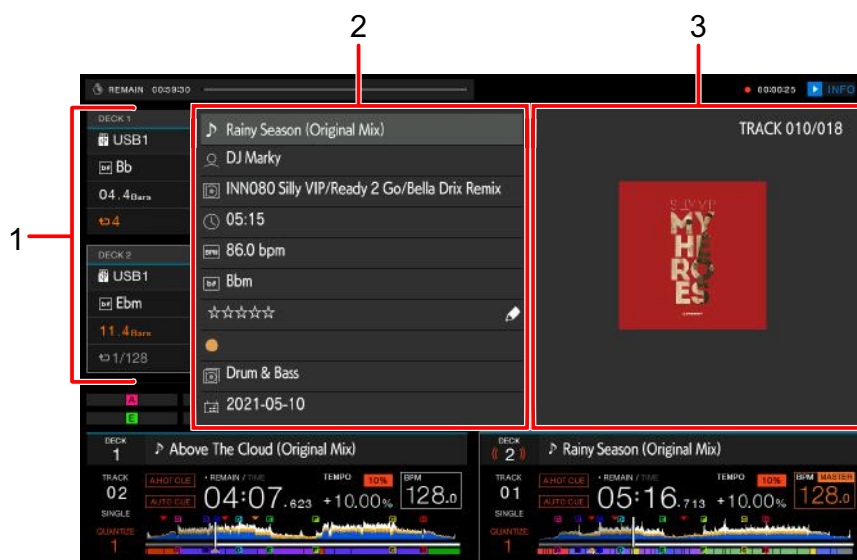 2
3
1
REMAIN 00:59:30
00:00:25 INFO
DECK 1
USB1
Bb
04.4Bars
4
DECK 2
USB1
Ebm
11.4Bars
1/128
A
E
Rainy Season (Original Mix)
DJ Marky
INN080 Silly VIP/Ready 2 Go/Bella Drix Remix
05:15
BPM 86.0 bpm
Bbm
☆☆☆☆☆
Drum & Bass
2021-05-10
TRACK 010/018
MY
HEROES
DECK
1
Above The Cloud (Original Mix)
TRACK
02
SINGLE
QUANTIZE
1
A.HOT CUE
AUTO CUE
REMAIN / TIME
04:07.623
TEMPO 10%
+10.00%
BPM
128.0
DECK
2
Rainy Season (Original Mix)
TRACK
01
SINGLE
QUANTIZE
1
A.HOT CUE
AUTO CUE
REMAIN / TIME
05:16.713
TEMPO 10%
+10.00%
BPM MASTER
128.0